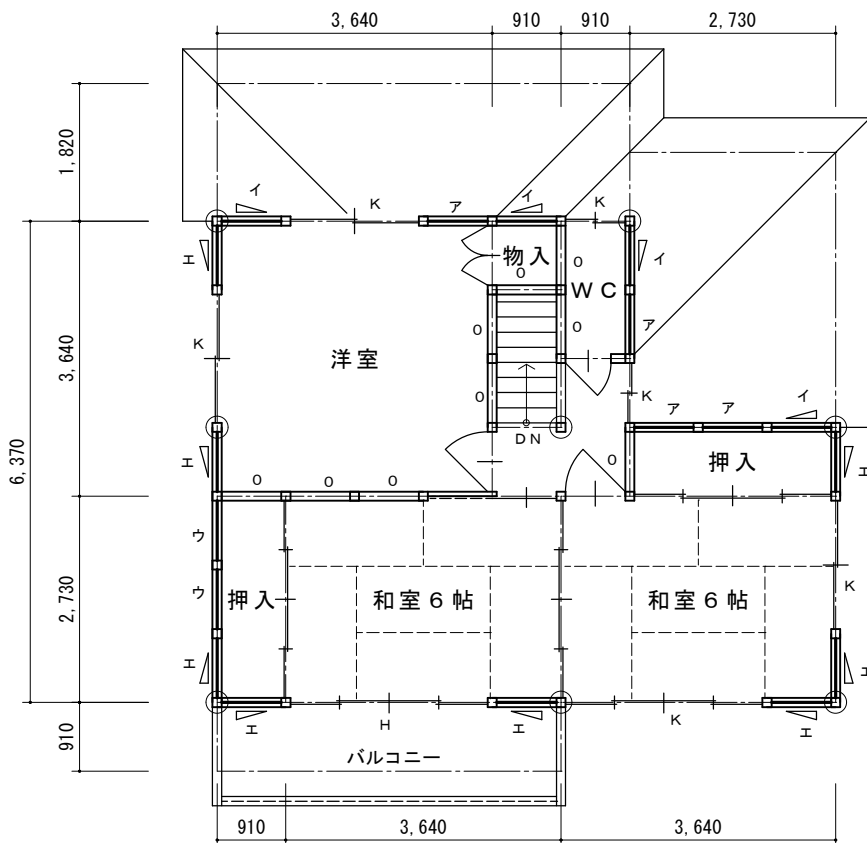 3,640 910 910 2,730
1,820
イ K ア イ K
エ 物入 O イ
O WC
O O ア
3,640
K 洋室 K
O DN ア ア イ
6,370
エ O 押入 エ
O O O
ウ
2,730
ウ 押入 和室6帖 和室6帖 K
エ エ
エ H エ K エ
910
バルコニー
910 3,640 3,640